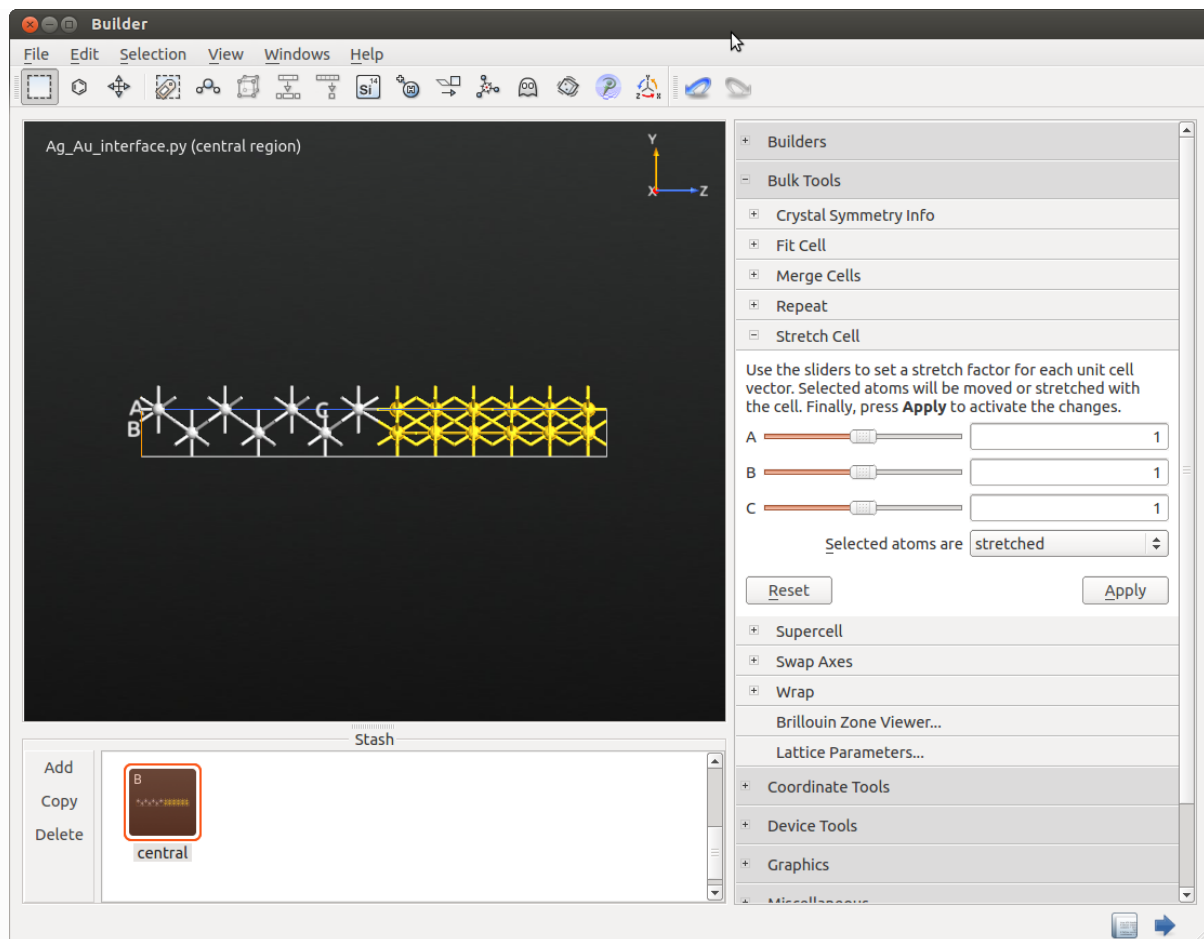 Builder
File Edit Selection View Windows Help
Si 14
z x
Ag_Au_interface.py (central region)
Y
X Z
A
B
C
Stash
Add
Copy
Delete
B
central
Builders
Bulk Tools
Crystal Symmetry Info
Fit Cell
Merge Cells
Repeat
Stretch Cell
Use the sliders to set a stretch factor for each unit cell
vector. Selected atoms will be moved or stretched with
the cell. Finally, press Apply to activate the changes.
A 1
B 1
C 1
Selected atoms are stretched
Reset Apply
Supercell
Swap Axes
Wrap
Brillouin Zone Viewer...
Lattice Parameters...
Coordinate Tools
Device Tools
Graphics
Miscellaneous